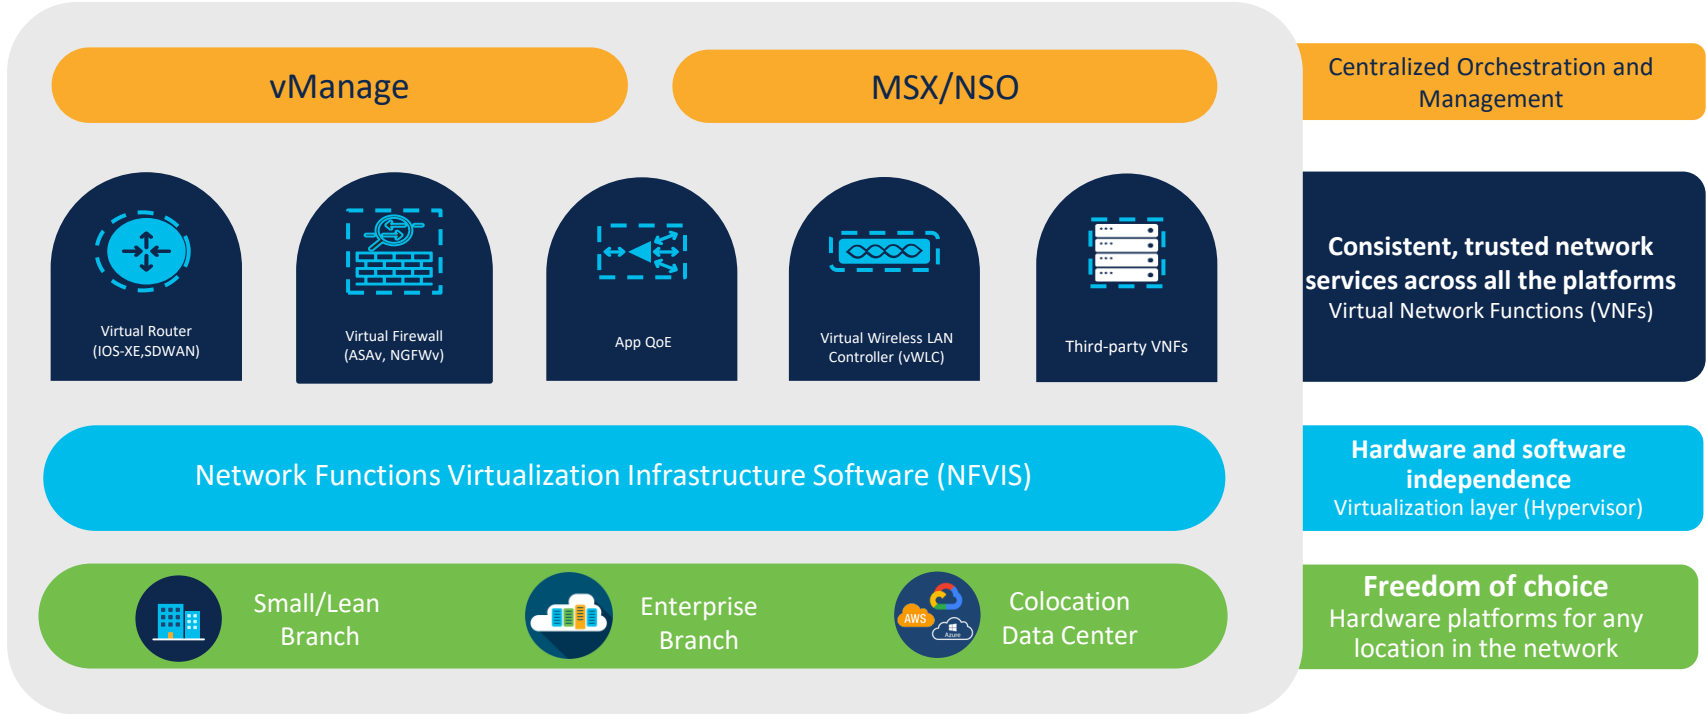 vManage
MSX/NSO
Centralized Orchestration and
Management
Virtual Router
(IOS-XE,SDWAN)
Virtual Firewall
(ASAv, NGFWv)
App QoE
Virtual Wireless LAN
Controller (vWLC)
Third-party VNFs
Consistent, trusted network
services across all the platforms
Virtual Network Functions (VNFs)
Network Functions Virtualization Infrastructure Software (NFVIS)
Hardware and software
independence
Virtualization layer (Hypervisor)
Small/Lean
Branch
Enterprise
Branch
AWS
Azure
Colocation
Data Center
Freedom of choice
Hardware platforms for any
location in the network